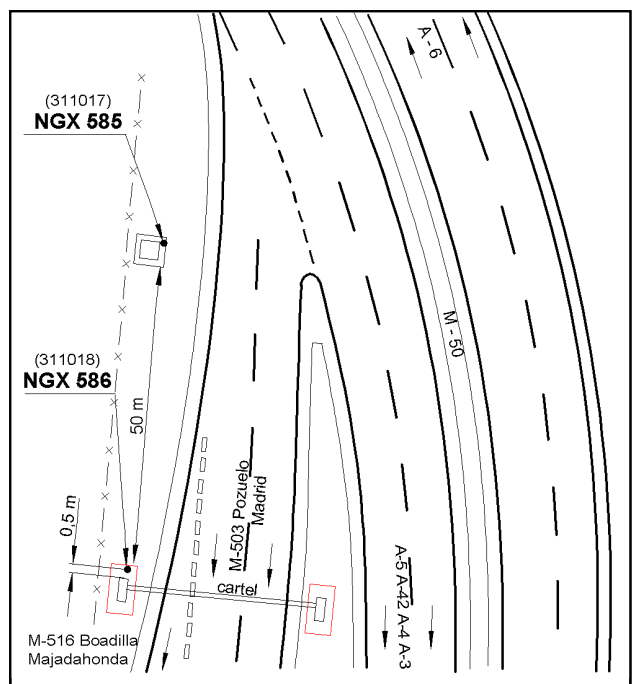 A - 6
(311017)
NGX 585
M - 50
(311018)
NGX 586
50 m
0,5 m
M-503 Pozuelo
Madrid
A-5 A-42 A-4 A-3
cartel
M-516 Boadilla
Majadahonda